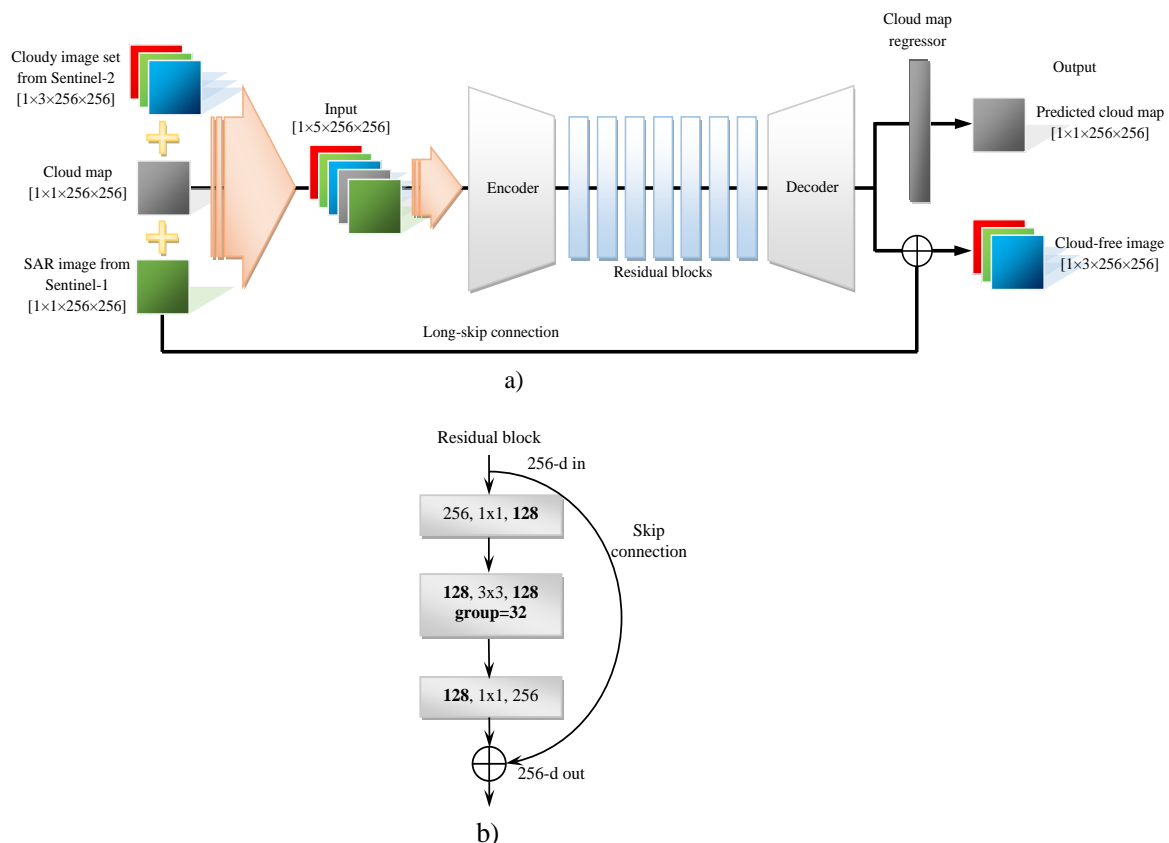 Cloudy image set
from Sentinel-2
[1×3×256×256]
Cloud map
[1×1×256×256]
SAR image from
Sentinel-1
[1×1×256×256]
Input
[1×5×256×256]
Encoder
Residual blocks
Decoder
Cloud map
regressor
Output
Predicted cloud map
[1×1×256×256]
Cloud-free image
[1×3×256×256]
Long-skip connection
a)
Residual block
256-d in
256, 1x1, 128
Skip
connection
128, 3x3, 128
group=32
128, 1x1, 256
256-d out
b)